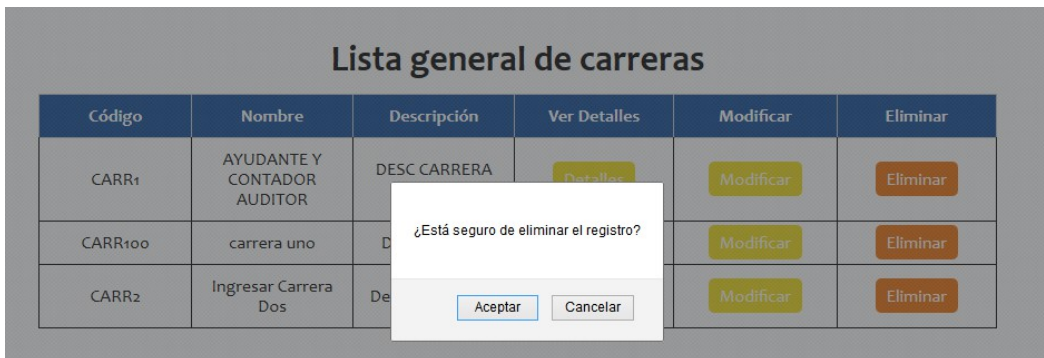 Lista general de carreras
Código Nombre Descripción Ver Detalles Modificar Eliminar
CARR1 AYUDANTE Y CONTADOR AUDITOR DESC CARRERA Detalles Modificar Eliminar
¿Está seguro de eliminar el registro?
CARR100 carrera uno Modificar Eliminar
CARR2 Ingresar Carrera Dos Modificar Eliminar
Aceptar Cancelar